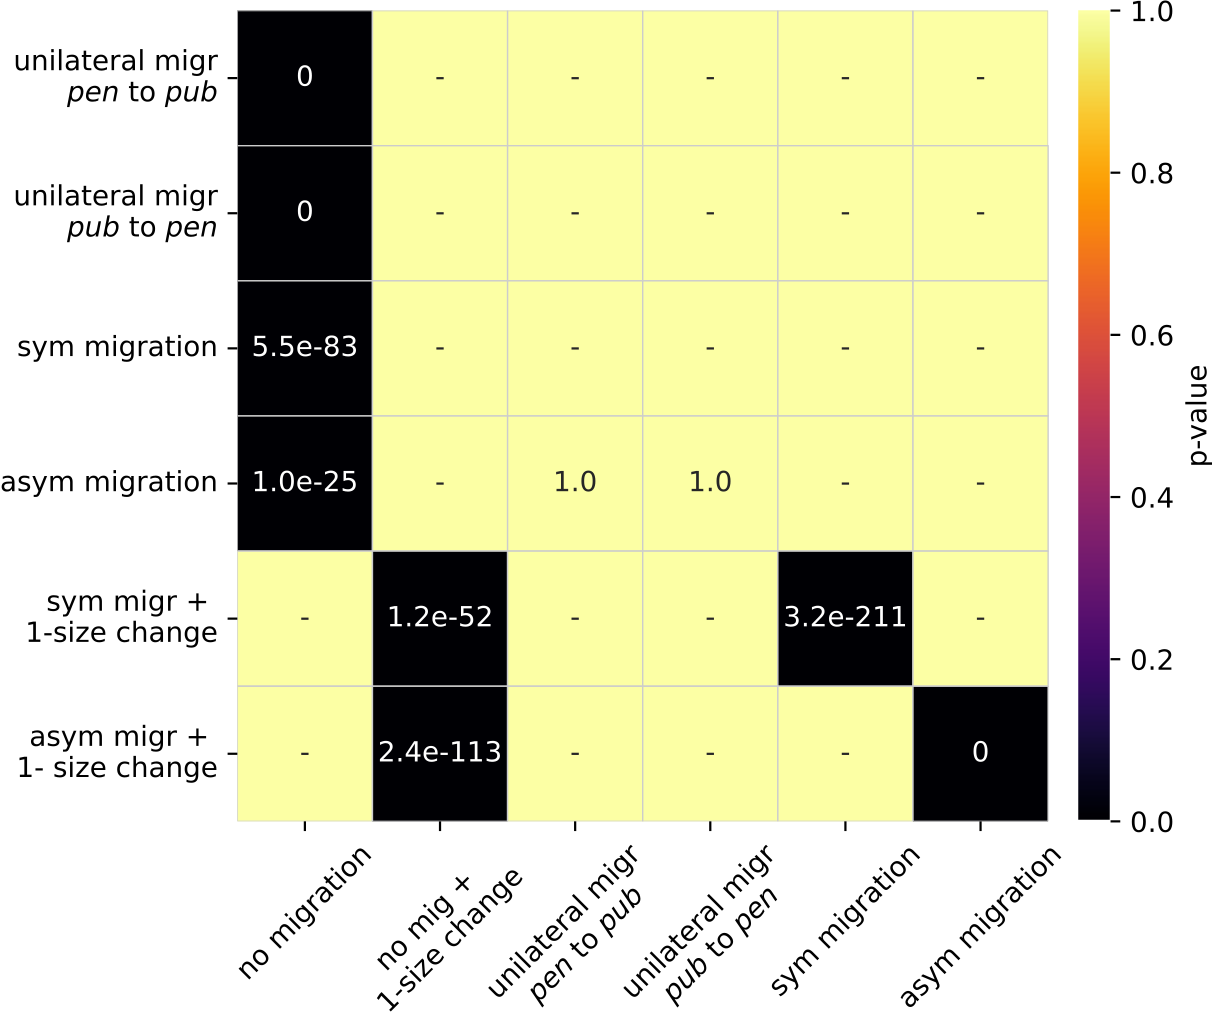 unilateral migr
pen to pub
0
-
-
-
-
-
unilateral migr
pub to pen
0
-
-
-
-
-
sym migration
5.5e-83
-
-
-
-
-
asym migration
1.0e-25
-
1.0
1.0
-
-
sym migr +
1-size change
-
1.2e-52
-
-
3.2e-211
-
asym migr +
1- size change
-
2.4e-113
-
-
-
0
no migration
no mig +
1-size change
unilateral migr
pen to pub
unilateral migr
pub to pen
sym migration
asym migration
1.0
0.8
0.6
0.4
0.2
0.0
p-value